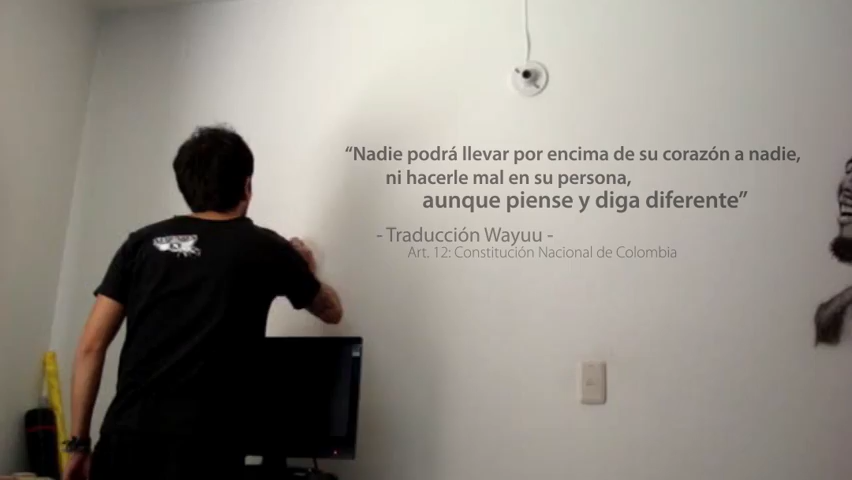 “Nadie podrá llevar por encima de su corazón a nadie,
ni hacerle mal en su persona,
aunque piense y diga diferente”
- Traducción Wayuu -
Art. 12: Constitución Nacional de Colombia